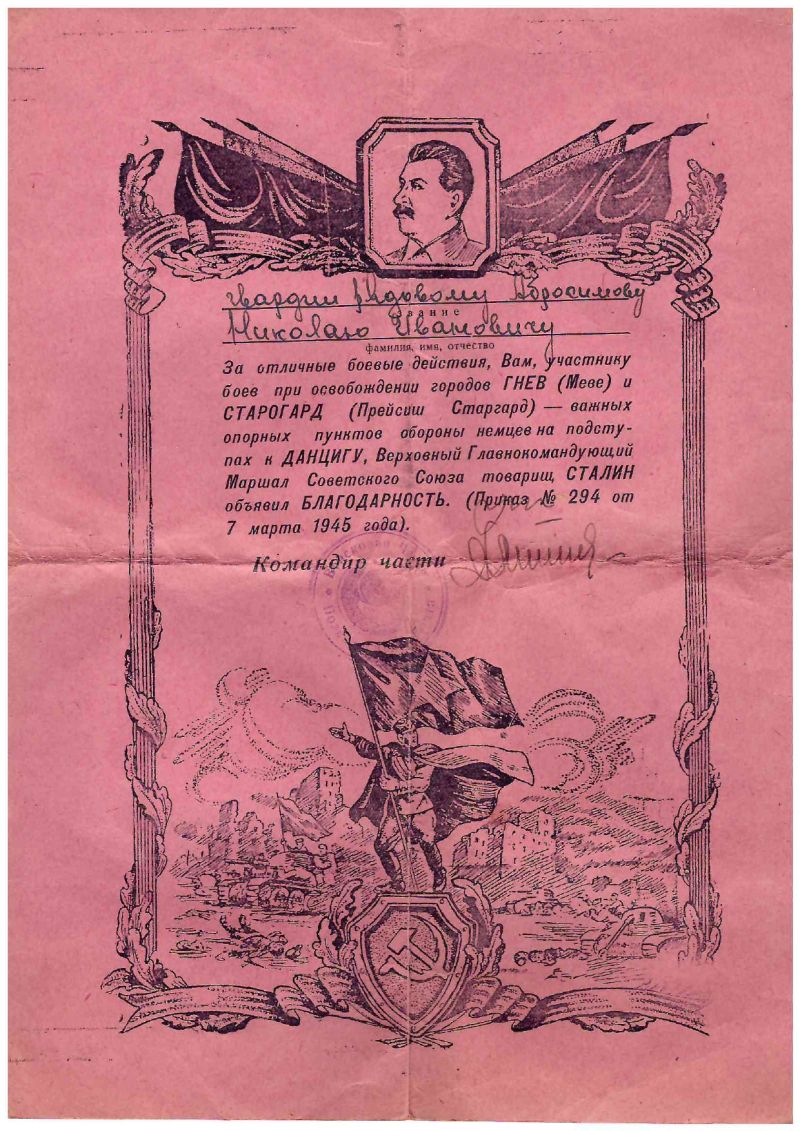 гвардии рядовому Абросимову
звание
Николаю Ивановичу
фамилия, имя, отчество
За отличные боевые действия, Вам, участнику
боев при освобождении городов ГНЕВ (Меве) и
СТАРОГАРД (Прейсиш Старгард) — важных
опорных пунктов обороны немцев на подсту-
пах к ДАНЦИГУ, Верховный Главнокомандующий
Маршал Советского Союза товарищ СТАЛИН
объявил БЛАГОДАРНОСТЬ. (Приказ № 294 от
7 марта 1945 года).
Командир части